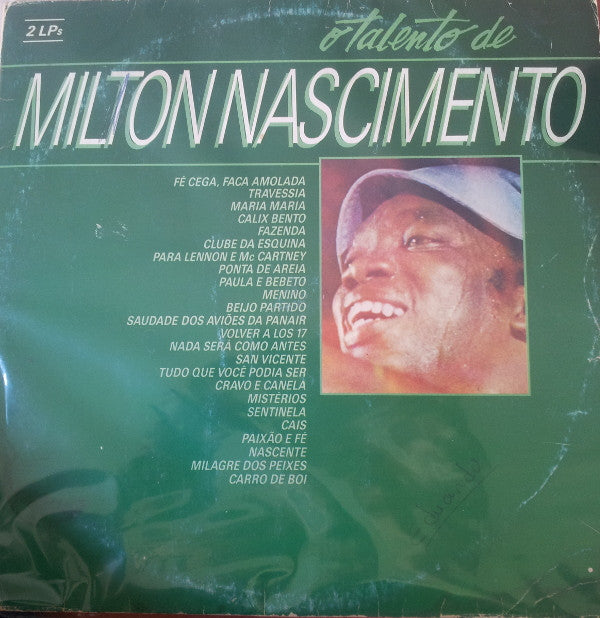 2 LPs
o talento de
MILTON NASCIMENTO
FÉ CEGA, FACA AMOLADA
TRAVESSIA
MARIA MARIA
CALIX BENTO
FAZENDA
CLUBE DA ESQUINA
PARA LENNON E Mc CARTNEY
PONTA DE AREIA
PAULA E BEBETO
MENINO
BEIJO PARTIDO
SAUDADE DOS AVIÕES DA PANAIR
VOLVER A LOS 17
NADA SERÁ COMO ANTES
SAN VICENTE
TUDO QUE VOCÊ PODIA SER
CRAVO E CANELA
MISTÉRIOS
SENTINELA
CAIS
PAIXÃO E FÉ
NASCENTE
MILAGRE DOS PEIXES
CARRO DE BOI